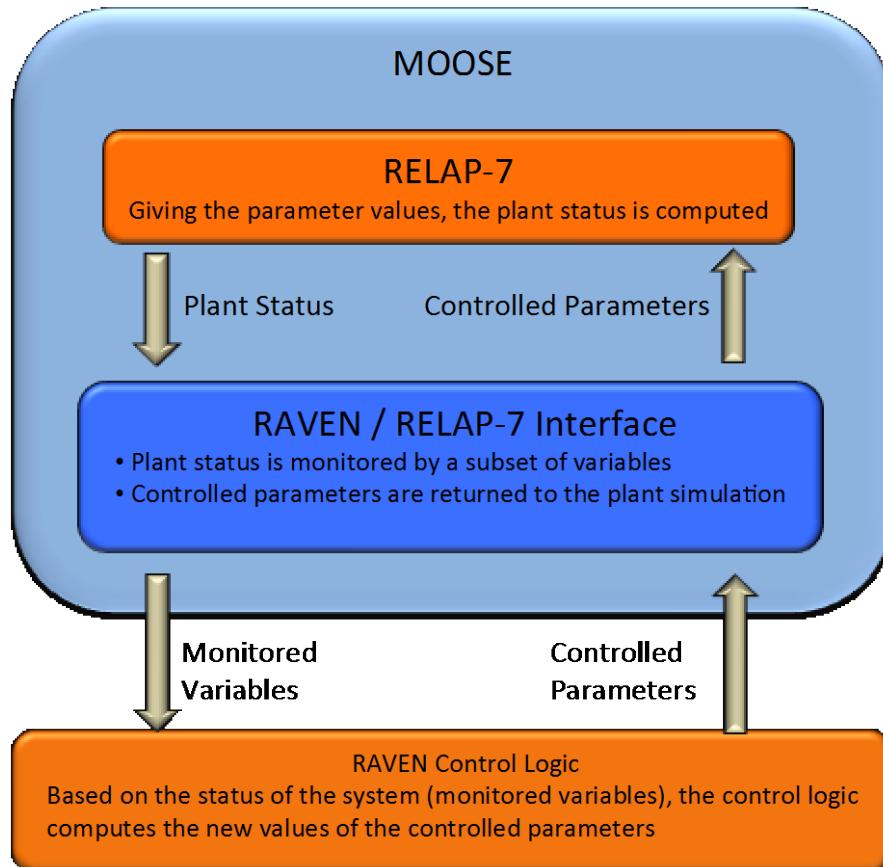 MOOSE
RELAP-7
Giving the parameter values, the plant status is computed
Plant Status
Controlled Parameters
RAVEN / RELAP-7 Interface
• Plant status is monitored by a subset of variables
• Controlled parameters are returned to the plant simulation
Monitored
Variables
Controlled
Parameters
RAVEN Control Logic
Based on the status of the system (monitored variables), the control logic
computes the new values of the controlled parameters